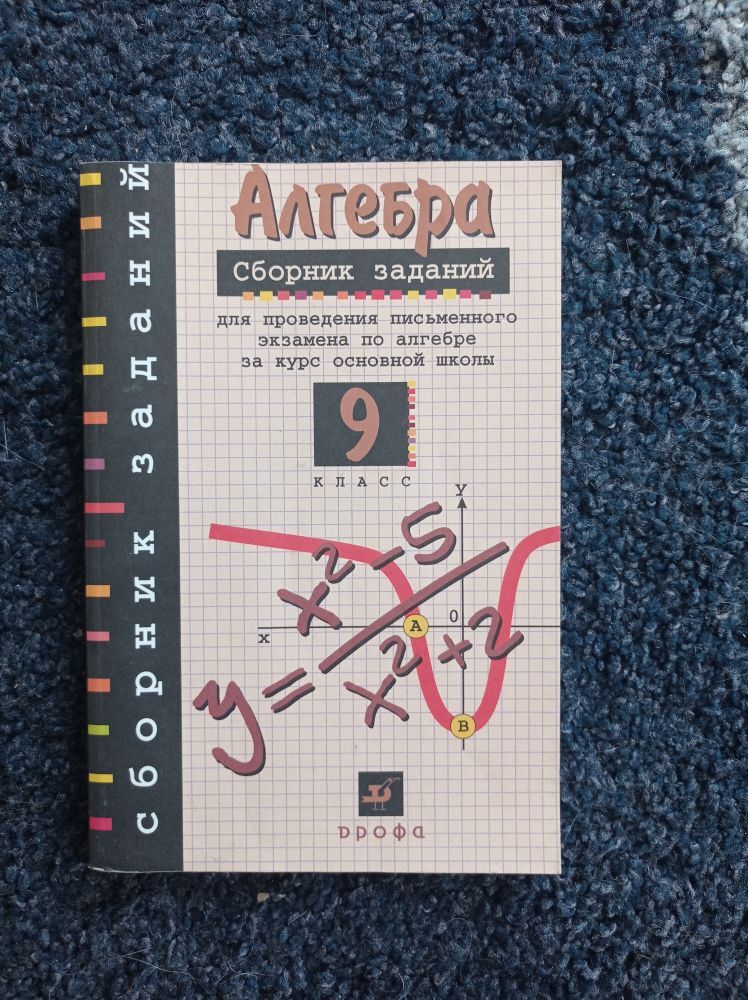 сборник заданий
Алгебра
Сборник заданий
для проведения письменного
экзамена по алгебре
за курс основной школы
9
КЛАСС
y
x² - 5
0
A
x
y =
x² + 2
B
дрофа